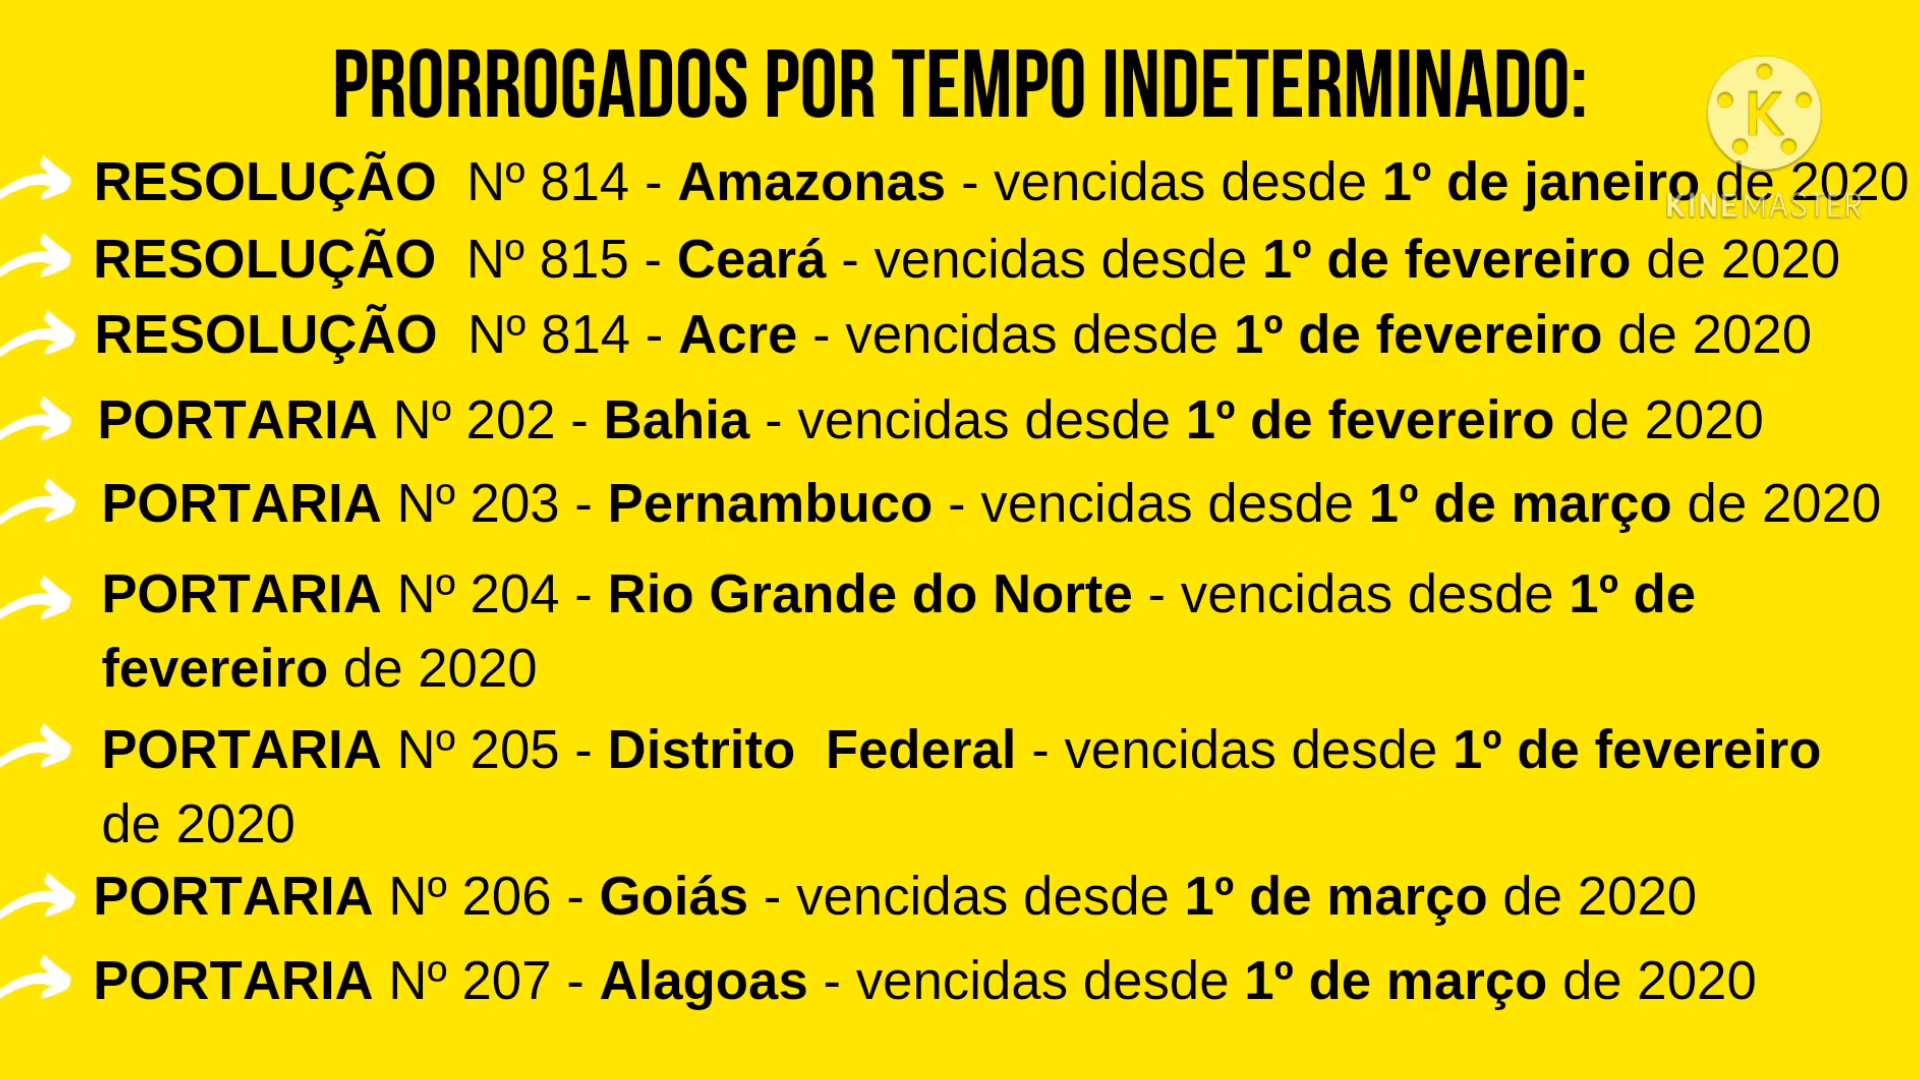 PRORROGADOS POR TEMPO INDETERMINADO:
K
KINEMASTER
RESOLUÇÃO Nº 814 - Amazonas - vencidas desde 1º de janeiro de 2020
RESOLUÇÃO Nº 815 - Ceará - vencidas desde 1º de fevereiro de 2020
RESOLUÇÃO Nº 814 - Acre - vencidas desde 1º de fevereiro de 2020
PORTARIA Nº 202 - Bahia - vencidas desde 1º de fevereiro de 2020
PORTARIA Nº 203 - Pernambuco - vencidas desde 1º de março de 2020
PORTARIA Nº 204 - Rio Grande do Norte - vencidas desde 1º de
fevereiro de 2020
PORTARIA Nº 205 - Distrito Federal - vencidas desde 1º de fevereiro
de 2020
PORTARIA Nº 206 - Goiás - vencidas desde 1º de março de 2020
PORTARIA Nº 207 - Alagoas - vencidas desde 1º de março de 2020